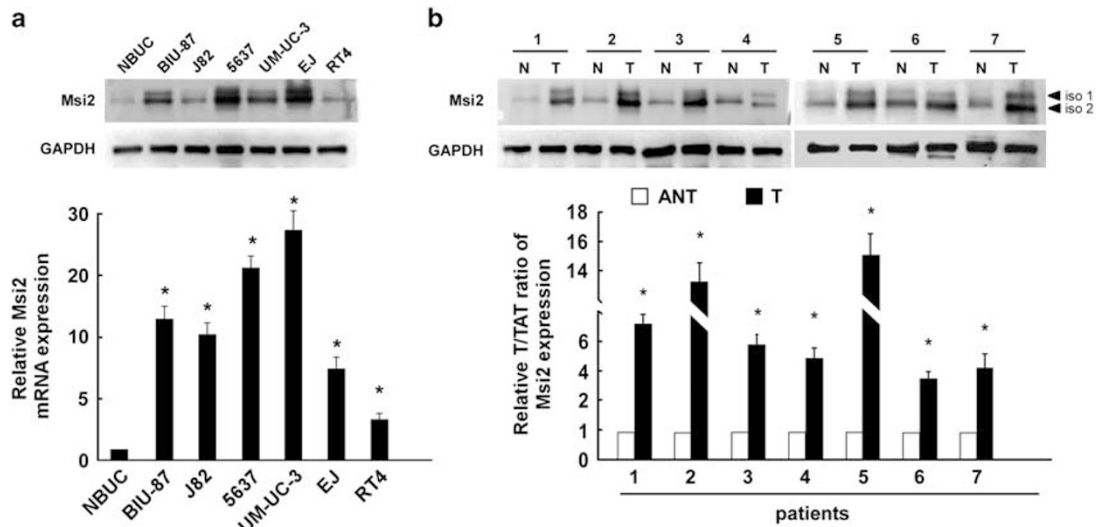 a
NBUC
BIU-87
J82
5637
UM-UC-3
EJ
RT4
Msi2
GAPDH
Relative Msi2
mRNA expression
30
20
10
5
0
* * * * * *
NBUC
BIU-87
J82
5637
UM-UC-3
EJ
RT4
b
1 2 3 4 5 6 7
N T N T N T N T N T N T N T
Msi2
iso 1
iso 2
GAPDH
ANT T
Relative T/TAT ratio of
Msi2 expression
18
16
14
6
4
2
1
0
* * * * * * *
1 2 3 4 5 6 7
patients